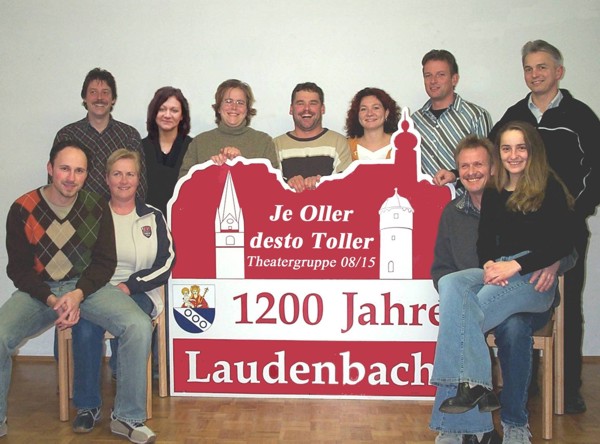 Je Oller
desto Toller
Theatergruppe 08/15
1200 Jahre
Laudenbach